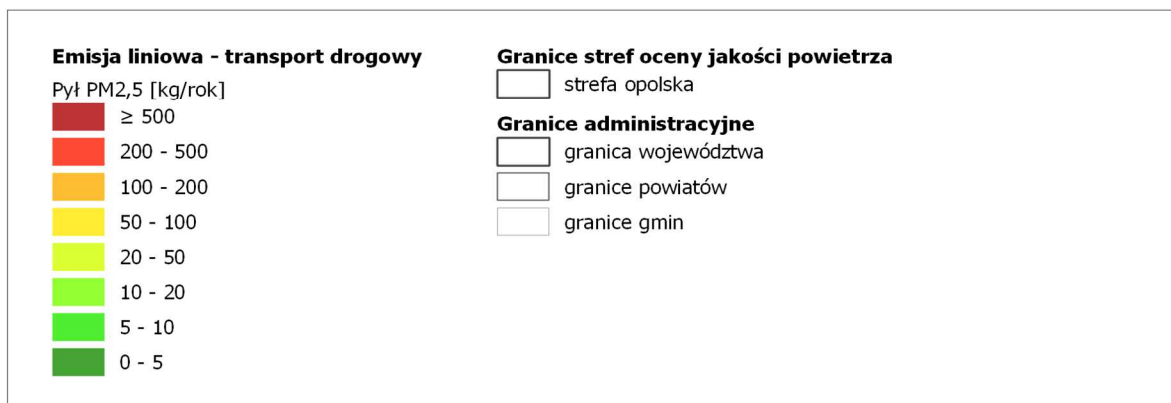 Emisja liniowa - transport drogowy
Pył PM2,5 [kg/rok]
≥ 500
200 - 500
100 - 200
50 - 100
20 - 50
10 - 20
5 - 10
0 - 5
Granice stref oceny jakości powietrza
strefa opolska
Granice administracyjne
granica województwa
granice powiatów
granice gmin